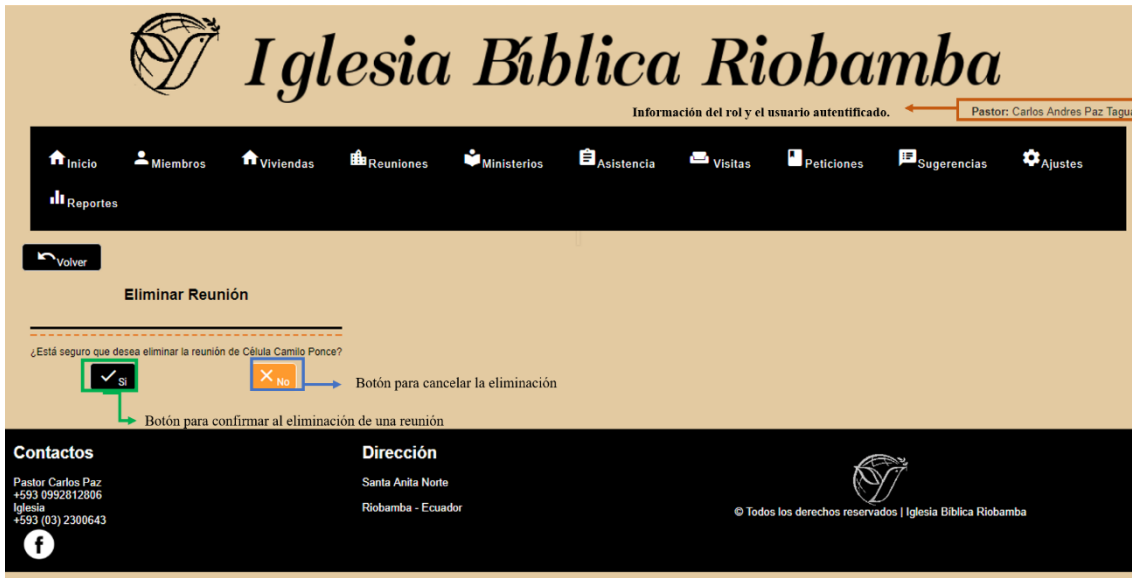 Iglesia Bíblica Riobamba
Información del rol y el usuario autentificado.
Pastor: Carlos Andres Paz Tagua
Inicio Miembros Viviendas Reuniones Ministerios Asistencia Visitas Peticiones Sugerencias Ajustes
Reportes
Volver
Eliminar Reunión
¿Está seguro que desea eliminar la reunión de Célula Camilo Ponce?
Si No Botón para cancelar la eliminación
Botón para confirmar al eliminación de una reunión
Contactos
Pastor Carlos Paz
+593 0992812806
Iglesia
+593 (03) 2300643
Dirección
Santa Anita Norte
Riobamba - Ecuador
© Todos los derechos reservados | Iglesia Bíblica Riobamba